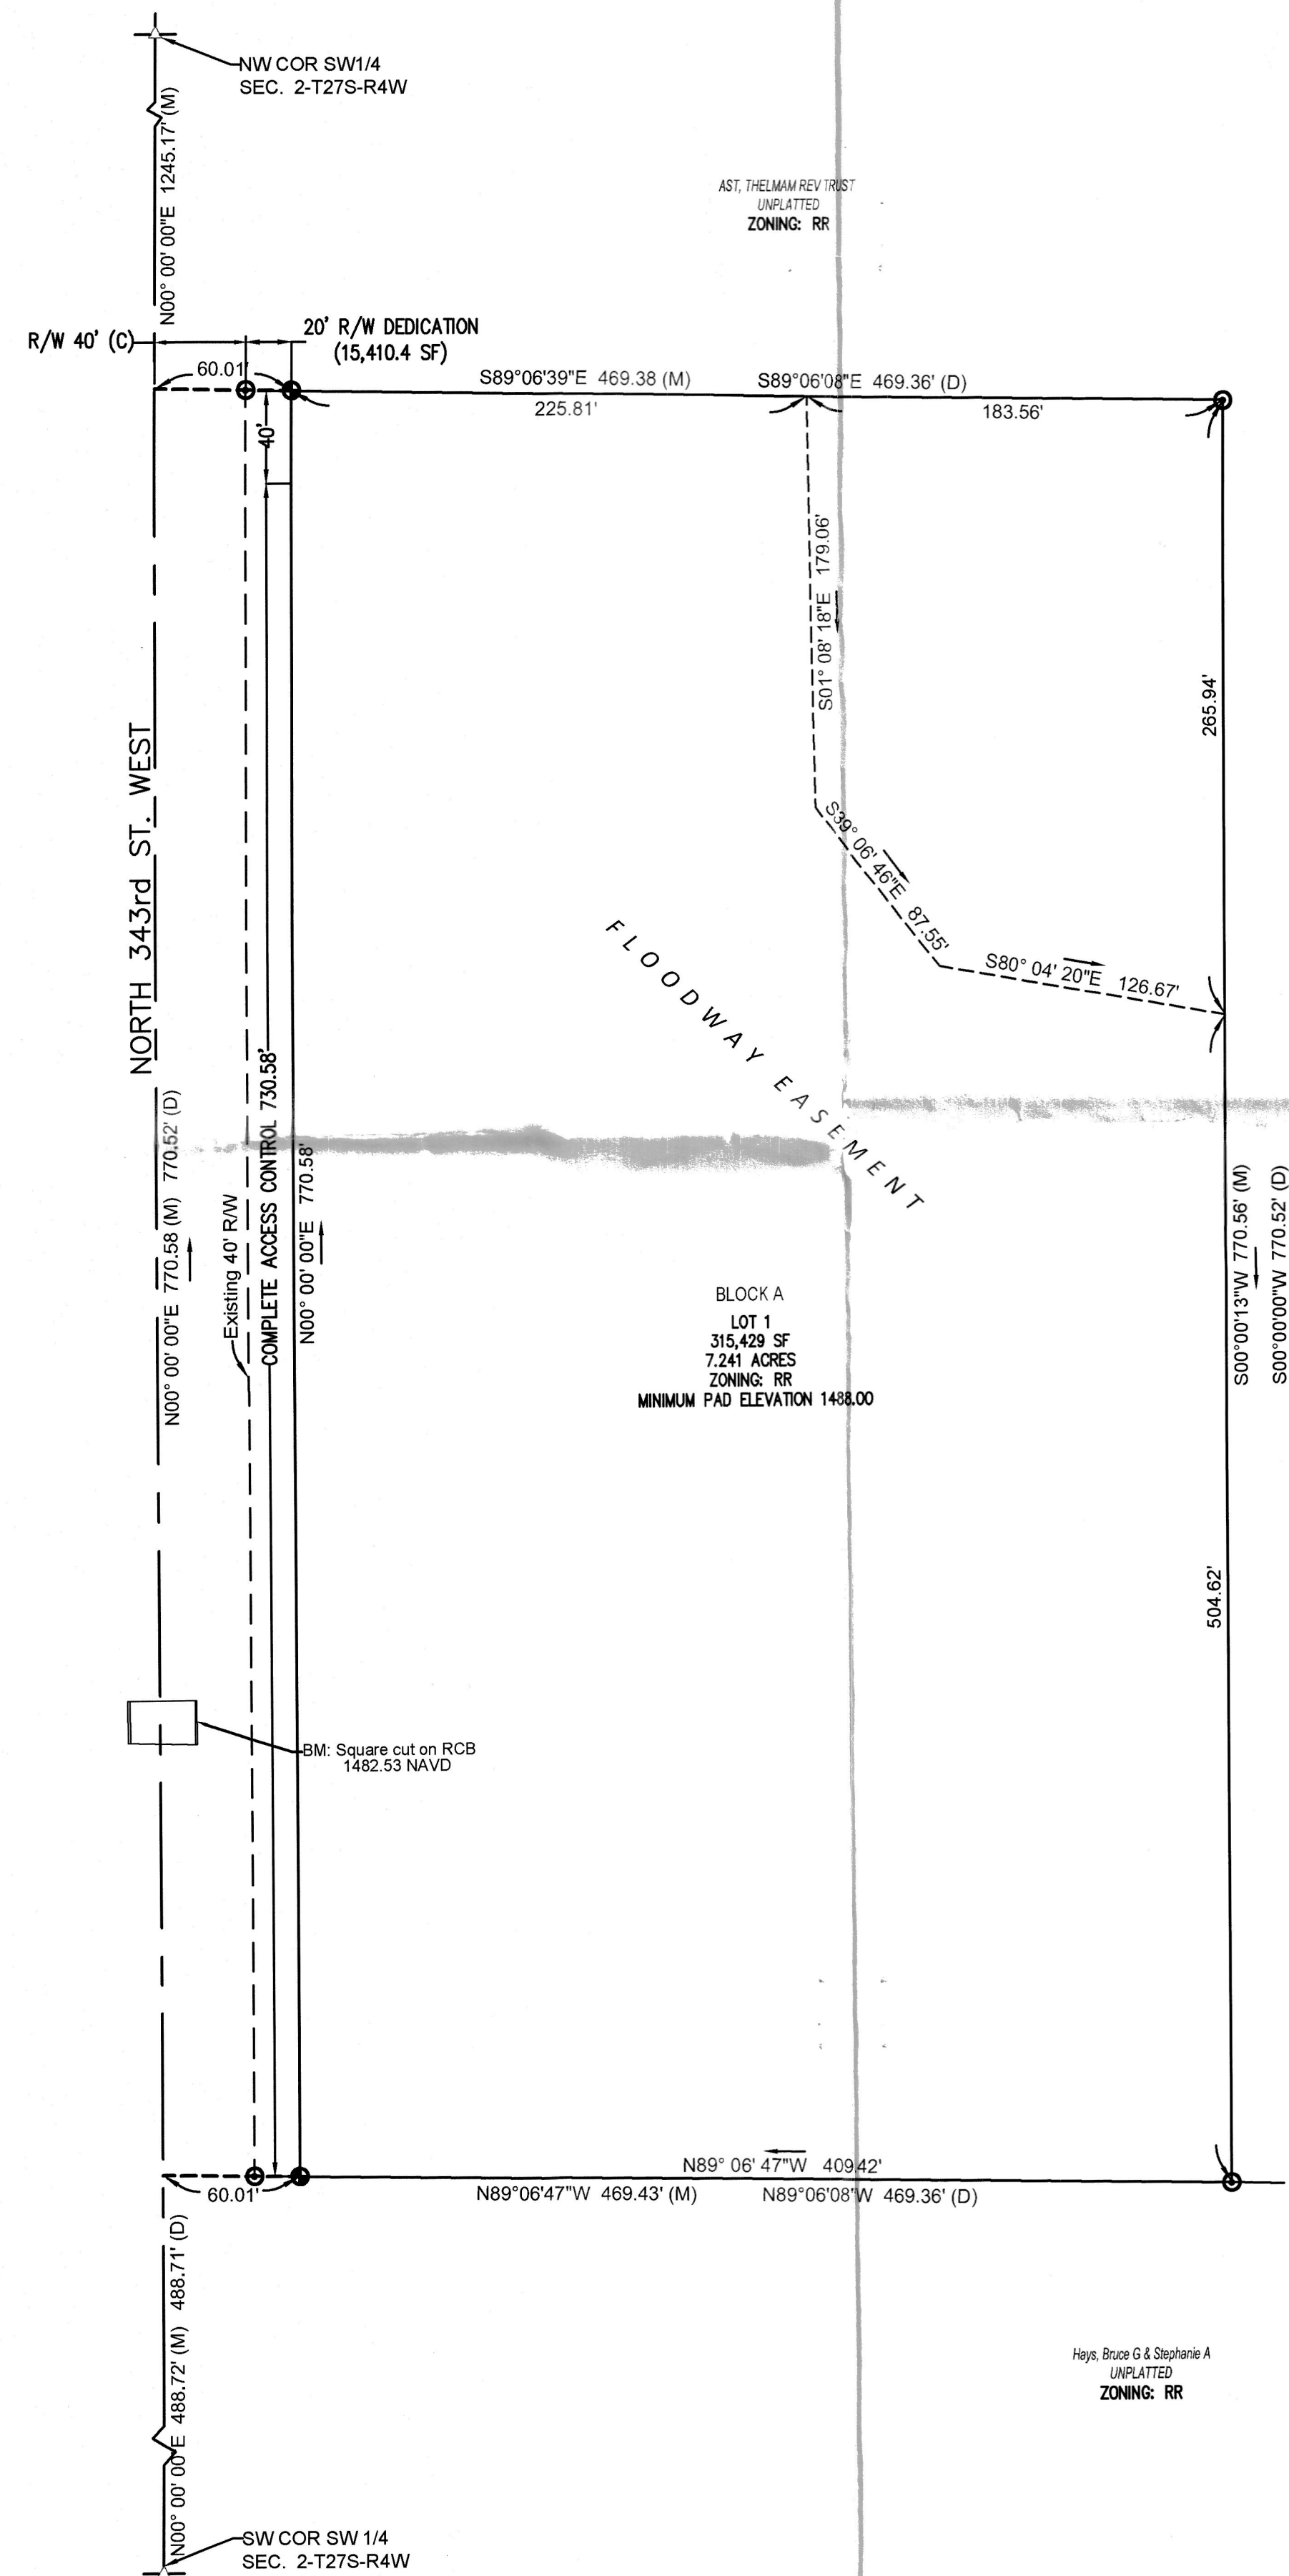 NW COR SW1/4
SEC. 2-T27S-R4W
N00° 00' 00"E 1245.17' (M)
AST, THELMAM REV TRUST
UNPLATTED
ZONING: RR
R/W 40' (C)
20' R/W DEDICATION
(15,410.4 SF)
60.01'
S89°06'39"E 469.38 (M)
S89°06'08"E 469.36' (D)
225.81'
183.56'
40'
S01° 08' 18"E 179.06'
265.94'
NORTH 343rd ST. WEST
S39° 06' 46"E 87.55'
S80° 04' 20"E 126.67'
FLOODWAY EASEMENT
N00° 00' 00"E 770.58 (M) 770.52' (D)
Existing 40' R/W
COMPLETE ACCESS CONTROL 730.58'
N00° 00' 00"E 770.58'
S00°00'13"W 770.56' (M)
S00°00'00"W 770.52' (D)
BLOCK A
LOT 1
315,429 SF
7.241 ACRES
ZONING: RR
MINIMUM PAD ELEVATION 1488.00
504.62'
BM: Square cut on RCB
1482.53 NAVD
N89° 06' 47"W 409.42'
60.01'
N89°06'47"W 469.43' (M)
N89°06'08"W 469.36' (D)
N00° 00' 00"E 488.72' (M) 488.71' (D)
Hays, Bruce G & Stephanie A
UNPLATTED
ZONING: RR
SW COR SW 1/4
SEC. 2-T27S-R4W